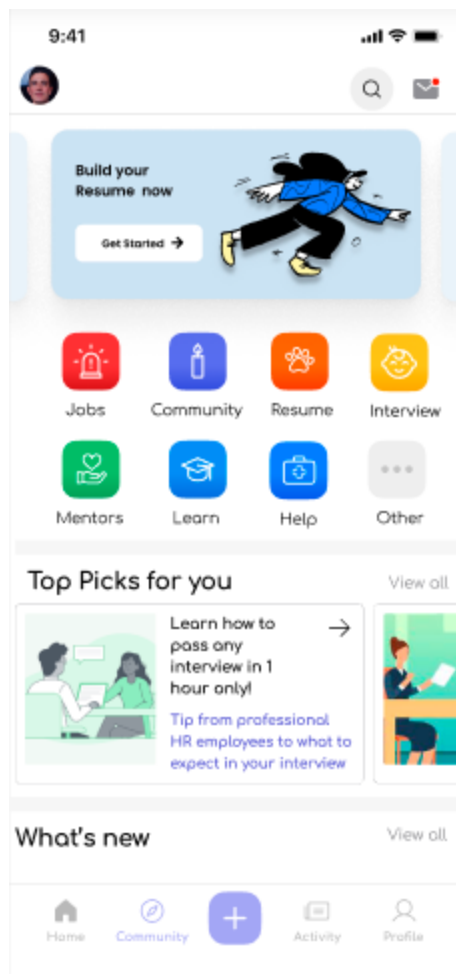 9:41
Build your
Resume now
Get Started →
Jobs Community Resume Interview
Mentors Learn Help Other
Top Picks for you View all
Learn how to
pass any
interview in 1
hour only!
Tip from professional
HR employees to what to
expect in your interview
What's new View all
Home Community Activity Profile